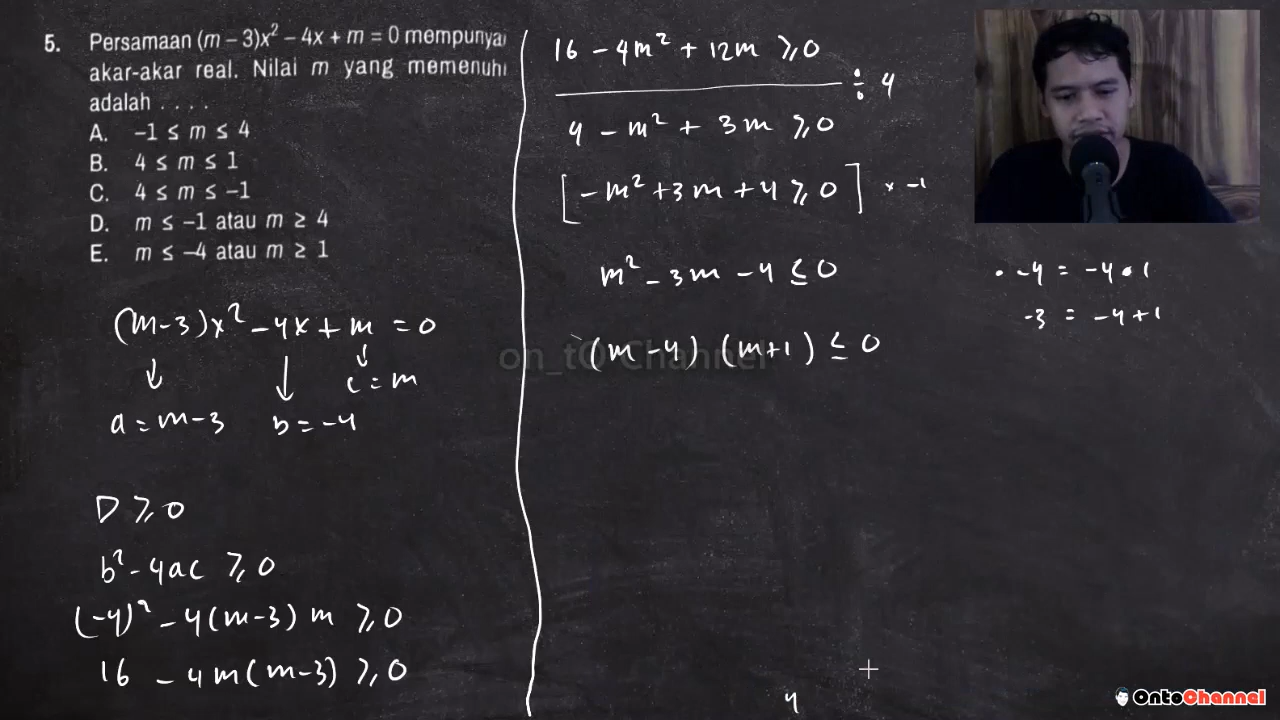 5. Persamaan (m – 3)x² – 4x + m = 0 mempunyai
akar-akar real. Nilai m yang memenuhi
adalah . . . .
A. –1 ≤ m ≤ 4
B. 4 ≤ m ≤ 1
C. 4 ≤ m ≤ –1
D. m ≤ –1 atau m ≥ 4
E. m ≤ –4 atau m ≥ 1
(m-3)x² - 4x + m = 0
c = m
a = m-3 b = -4
D ≥ 0
b² - 4ac ≥ 0
(-4)² - 4(m-3) m ≥ 0
16 - 4m(m-3) ≥ 0
16 - 4m² + 12m ≥ 0
÷ 4
4 - m² + 3m ≥ 0
[-m² + 3m + 4 ≥ 0] × -1
m² - 3m - 4 ≤ 0
(m-4) (m+1) ≤ 0
4
• -4 = -4 • 1
-3 = -4 + 1
on_tO Channel
OntoChannel